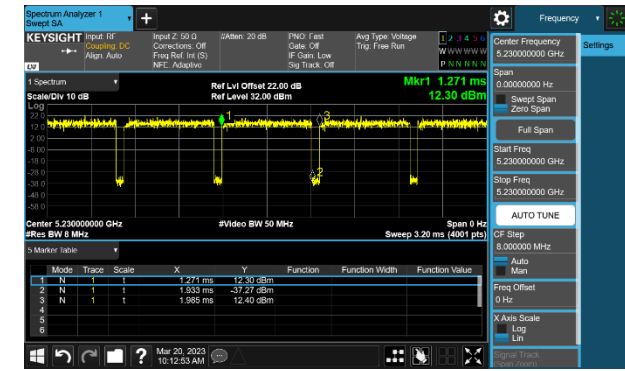 Spectrum Analyzer 1
Swept SA
Frequency
KEYSIGHT
Input: RF
Coupling: DC
Align: Auto
Input Z: 50 Ω
Corrections: Off
Freq Ref: Int (S)
NFE: Adaptive
#Atten: 20 dB
PNO: Fast
Gate: Off
IF Gain: Low
Sig Track: Off
Avg Type: Voltage
Trig: Free Run
1 2 3 4 5 6
W W W W W W
P N N N N N
1 Spectrum
Scale/Div 10 dB
Ref Lvl Offset 22.00 dB
Ref Level 32.00 dBm
Mkr1 1.271 ms
12.30 dBm
Log
22.0
12.0
2.00
-8.00
-18.0
-28.0
-38.0
-48.0
-58.0
1
3
2
Center 5.230000000 GHz
#Res BW 8 MHz
#Video BW 50 MHz
Span 0 Hz
Sweep 3.20 ms (4001 pts)
5 Marker Table
Mode Trace Scale X Y Function Function Width Function Value
1 N 1 t 1.271 ms 12.30 dBm
2 N 1 t 1.933 ms -37.27 dBm
3 N 1 t 1.985 ms 12.40 dBm
4
5
6
?
Mar 20, 2023
10:12:53 AM
Center Frequency
5.230000000 GHz
Settings
Span
0.00000000 Hz
Swept Span
Zero Span
Full Span
Start Freq
5.230000000 GHz
Stop Freq
5.230000000 GHz
AUTO TUNE
CF Step
8.000000 MHz
Auto
Man
Freq Offset
0 Hz
X Axis Scale
Log
Lin
Signal Track
(Span Zoom)